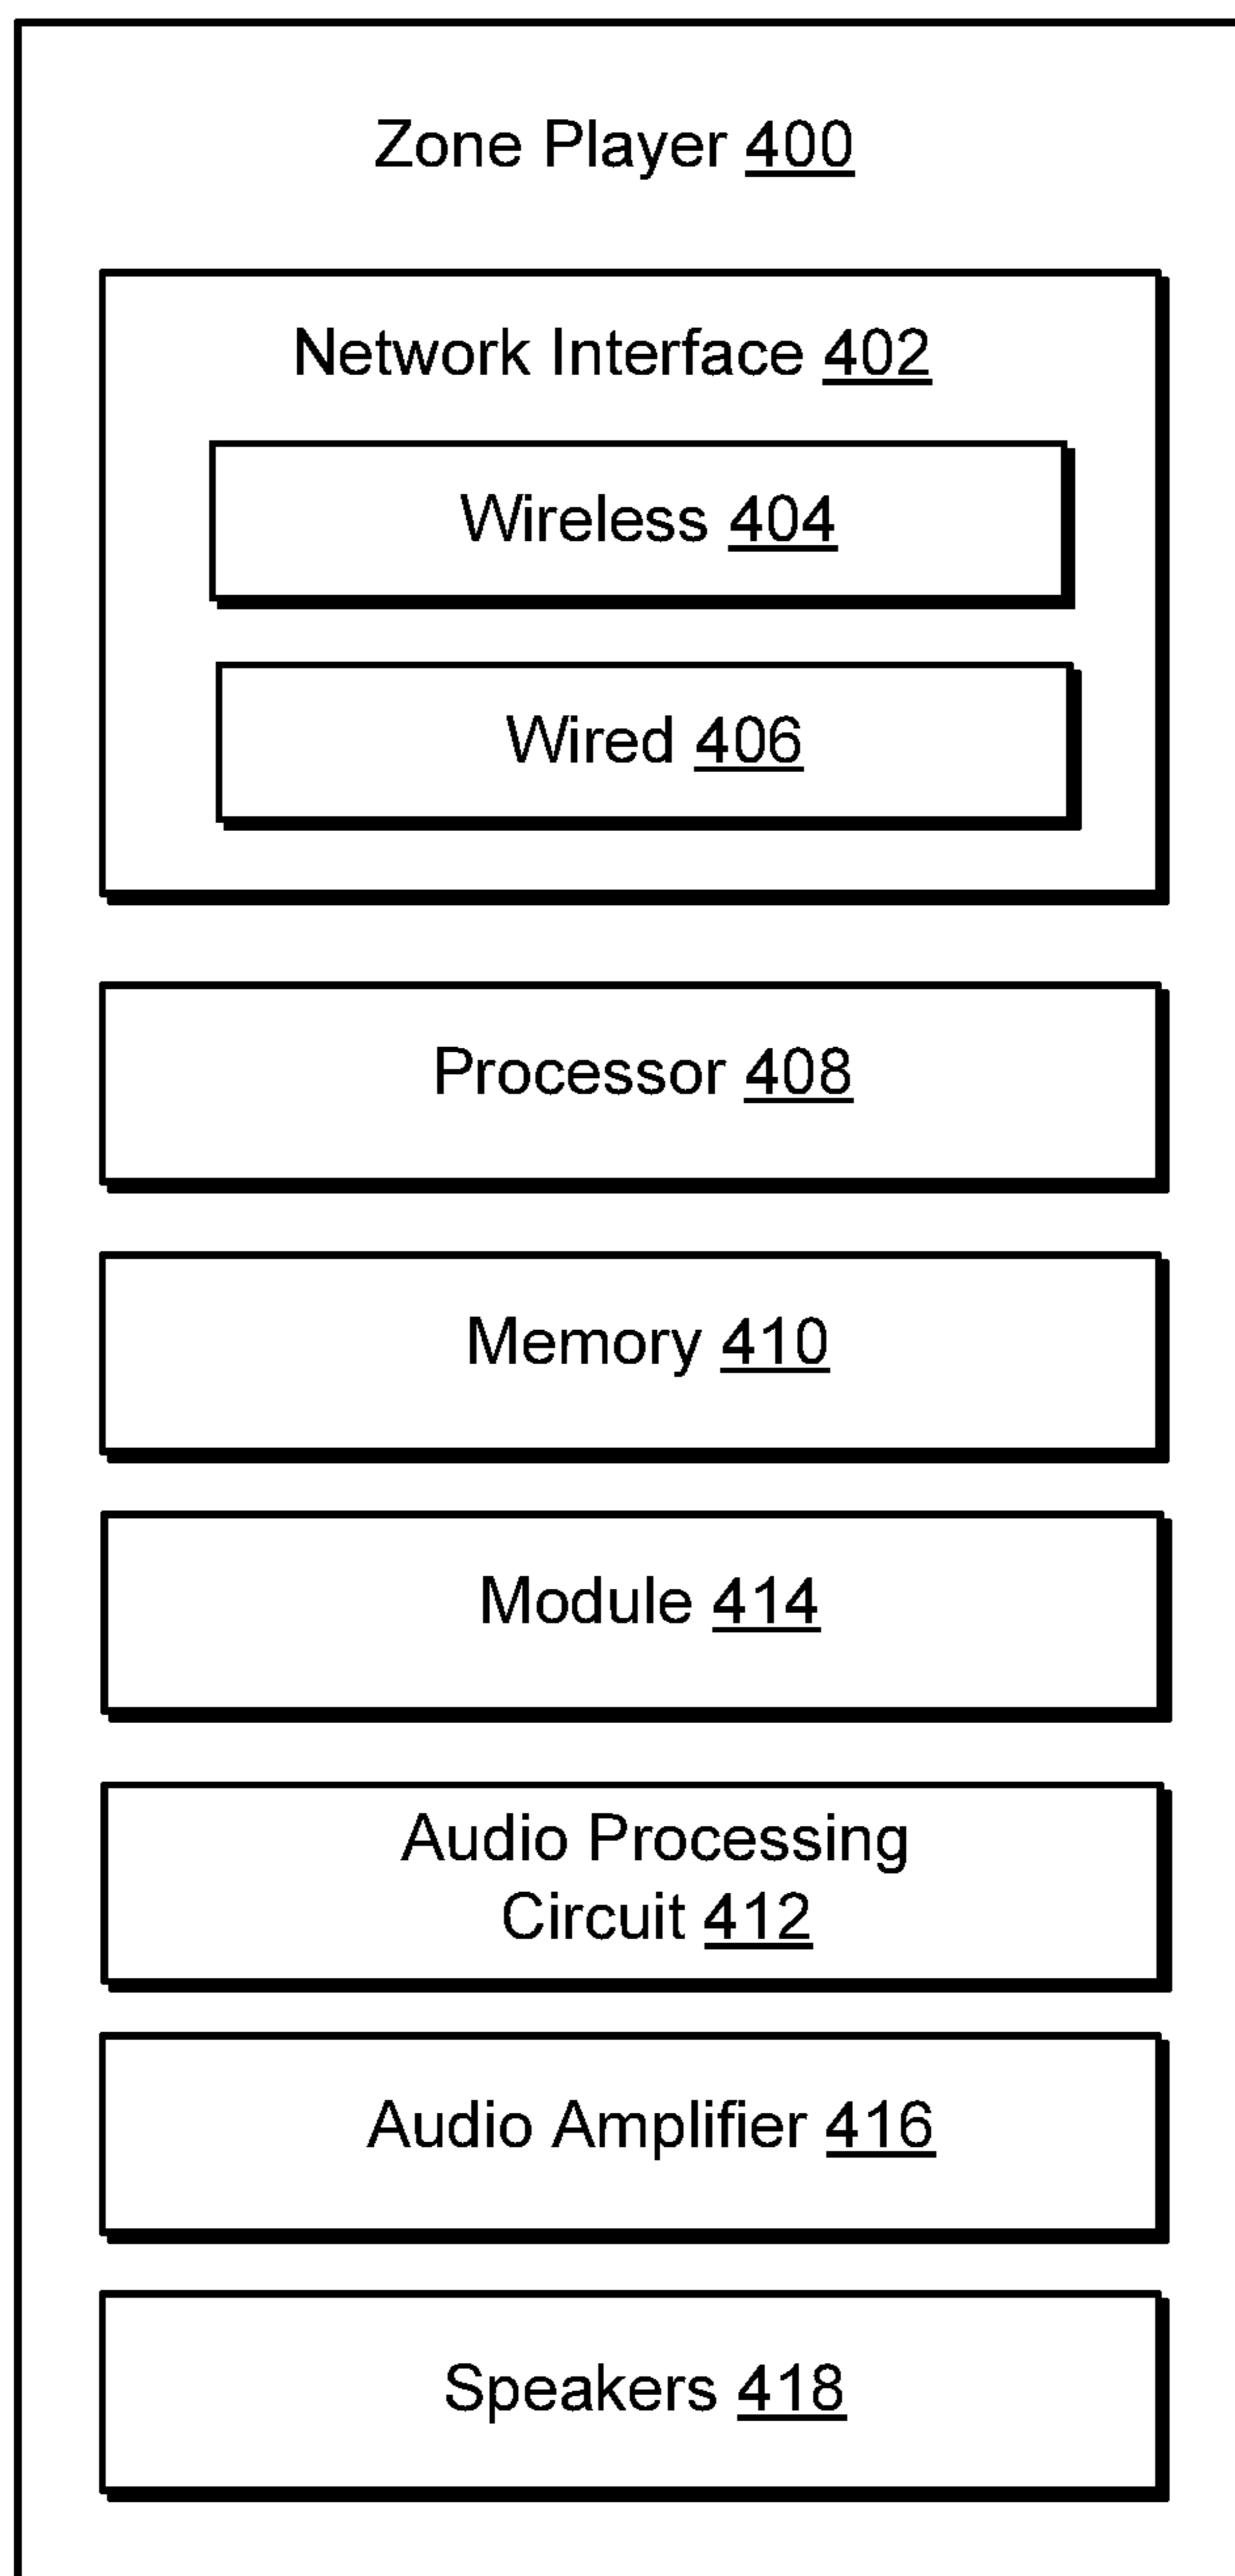 Zone Player 400
Network Interface 402
Wireless 404
Wired 406
Processor 408
Memory 410
Module 414
Audio Processing
Circuit 412
Audio Amplifier 416
Speakers 418